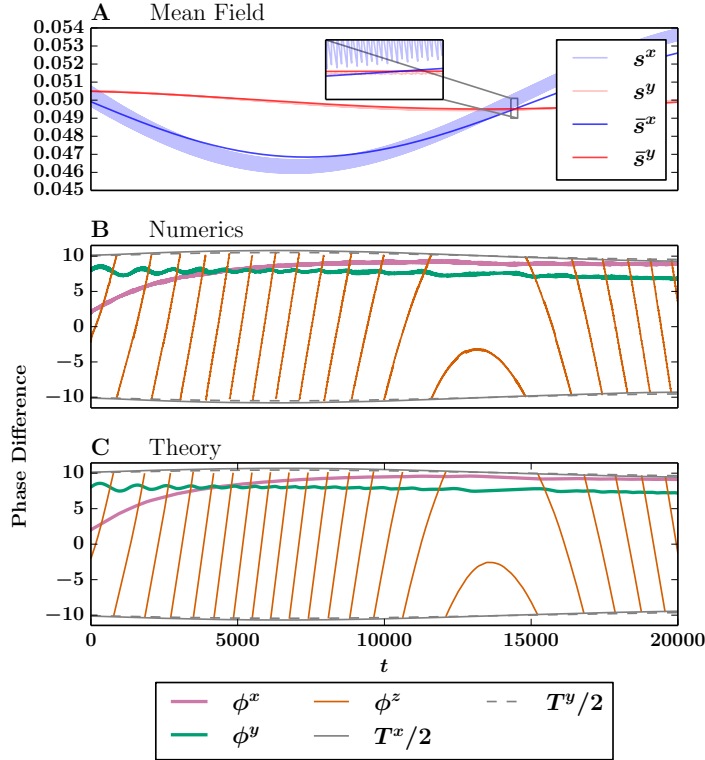 A Mean Field
0.054
0.053
0.052
0.051
0.050
0.049
0.048
0.047
0.046
0.045
s^x
s^y
s̄^x
s̄^y
B Numerics
10
5
0
−5
−10
Phase Difference
C Theory
10
5
0
−5
−10
0 5000 10000 15000 20000
t
ϕ^x ϕ^z T^y/2
ϕ^y T^x/2